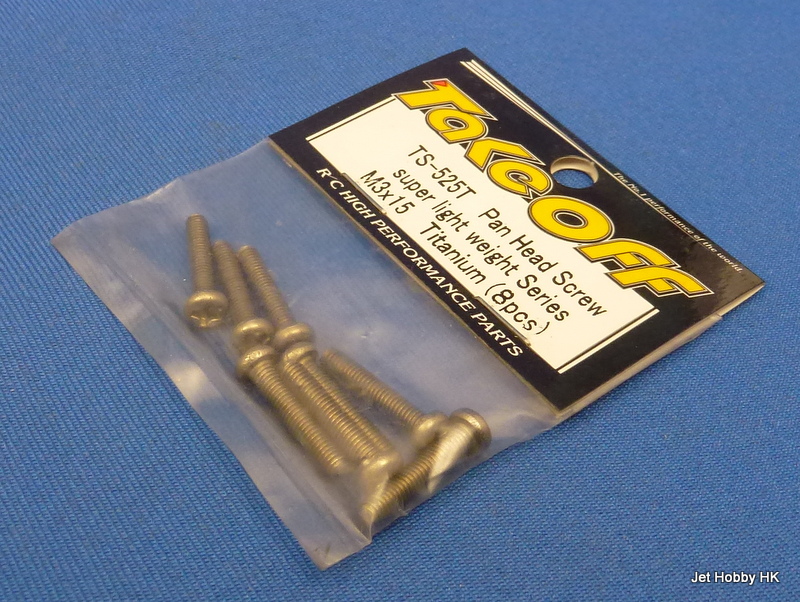 The No.1 performance of the world.
TakeOFF
TS-525T Pan Head Screw
super light weight Series
M3x15 Titanium (8pcs)
R•C HIGH PERFORMANCE PARTS
Jet Hobby HK